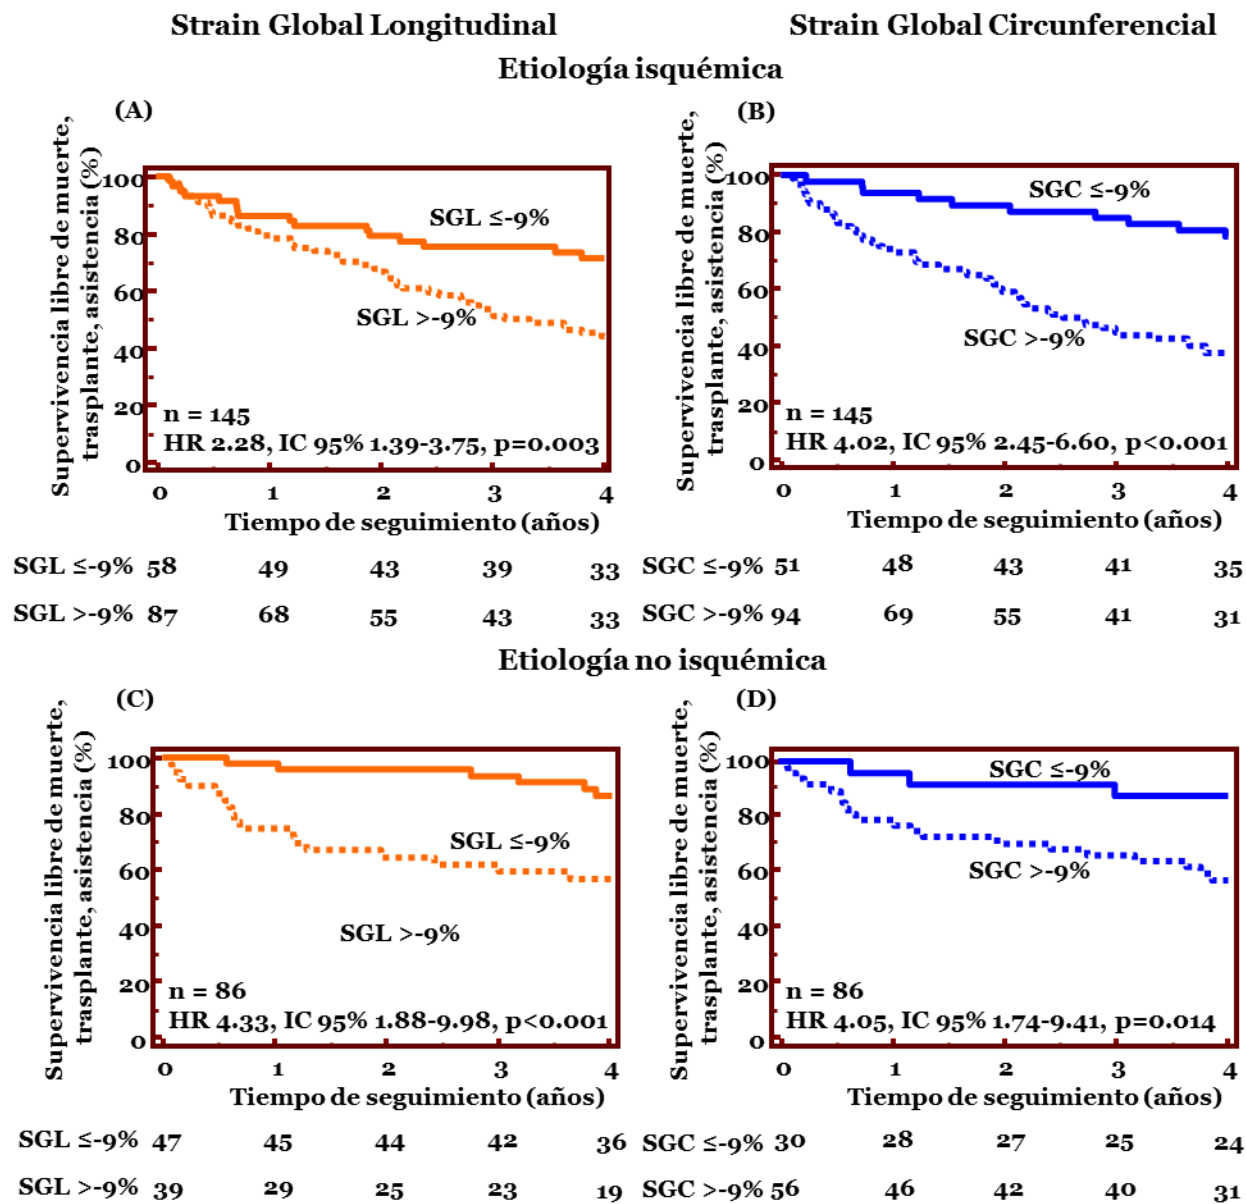 Strain Global Longitudinal
Strain Global Circunferencial
Etiología isquémica
(A)
Supervivencia libre de muerte,
trasplante, asistencia (%)
100
80
60
40
20
0
SGL ≤-9%
SGL >-9%
n = 145
HR 2.28, IC 95% 1.39-3.75, p=0.003
0 1 2 3 4
Tiempo de seguimiento (años)
SGL ≤-9% 58 49 43 39 33
SGL >-9% 87 68 55 43 33
(B)
Supervivencia libre de muerte,
trasplante, asistencia (%)
100
80
60
40
20
0
SGC ≤-9%
SGC >-9%
n = 145
HR 4.02, IC 95% 2.45-6.60, p<0.001
0 1 2 3 4
Tiempo de seguimiento (años)
SGC ≤-9% 51 48 43 41 35
SGC >-9% 94 69 55 41 31
Etiología no isquémica
(C)
Supervivencia libre de muerte,
trasplante, asistencia (%)
100
80
60
40
20
0
SGL ≤-9%
SGL >-9%
n = 86
HR 4.33, IC 95% 1.88-9.98, p<0.001
0 1 2 3 4
Tiempo de seguimiento (años)
SGL ≤-9% 47 45 44 42 36
SGL >-9% 39 29 25 23 19
(D)
Supervivencia libre de muerte,
trasplante, asistencia (%)
100
80
60
40
20
0
SGC ≤-9%
SGC >-9%
n = 86
HR 4.05, IC 95% 1.74-9.41, p=0.014
0 1 2 3 4
Tiempo de seguimiento (años)
SGC ≤-9% 30 28 27 25 24
SGC >-9% 56 46 42 40 31